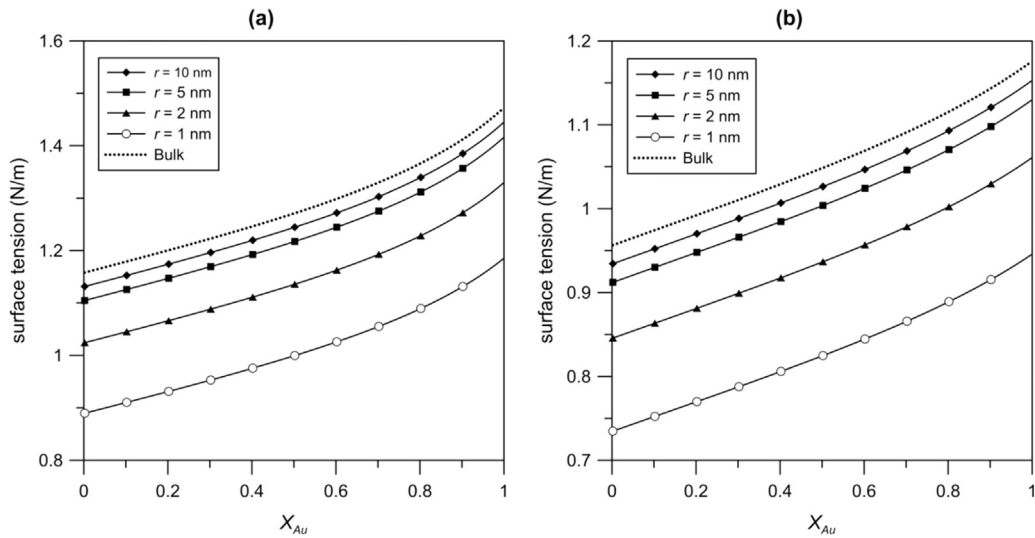 (a)
1.6
1.4
1.2
1
0.8
surface tension (N/m)
r = 10 nm
r = 5 nm
r = 2 nm
r = 1 nm
Bulk
0 0.2 0.4 0.6 0.8 1
X_Au
(b)
1.2
1.1
1
0.9
0.8
0.7
surface tension (N/m)
r = 10 nm
r = 5 nm
r = 2 nm
r = 1 nm
Bulk
0 0.2 0.4 0.6 0.8 1
X_Au